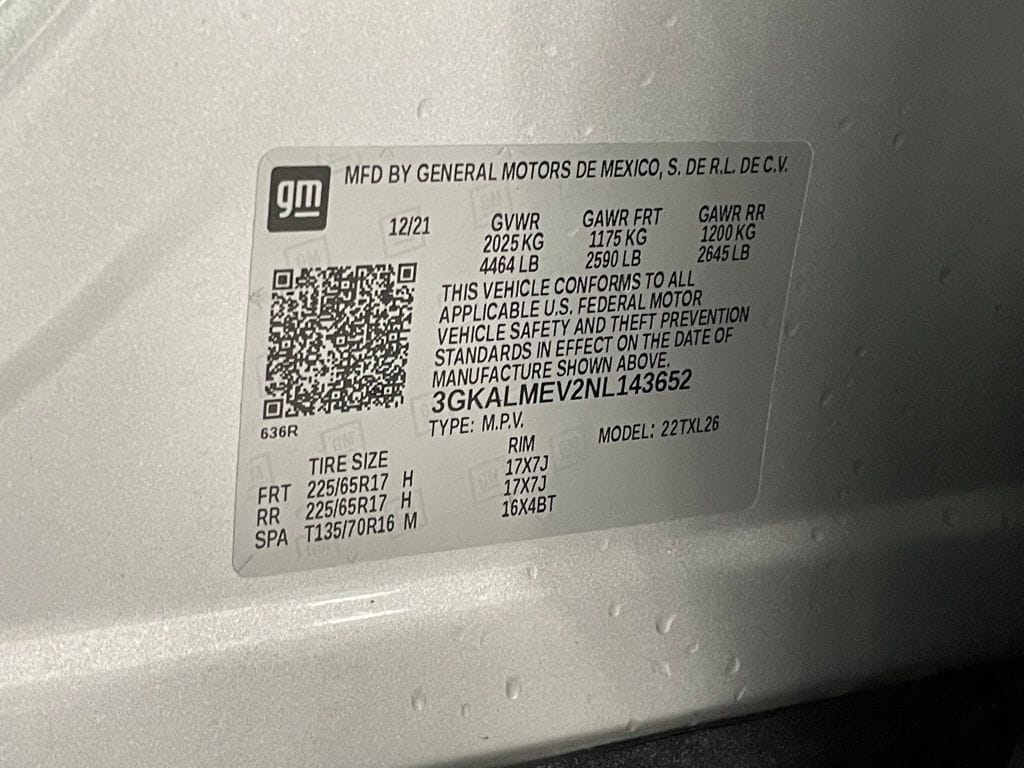 gm
MFD BY GENERAL MOTORS DE MEXICO, S. DE R.L. DE C.V.
12/21 GVWR GAWR FRT GAWR RR
2025 KG 1175 KG 1200 KG
4464 LB 2590 LB 2645 LB
THIS VEHICLE CONFORMS TO ALL
APPLICABLE U.S. FEDERAL MOTOR
VEHICLE SAFETY AND THEFT PREVENTION
STANDARDS IN EFFECT ON THE DATE OF
MANUFACTURE SHOWN ABOVE.
3GKALMEV2NL143652
636R
TYPE: M.P.V. MODEL: 22TXL26
TIRE SIZE RIM
FRT 225/65R17 H 17X7J
RR 225/65R17 H 17X7J
SPA T135/70R16 M 16X4BT